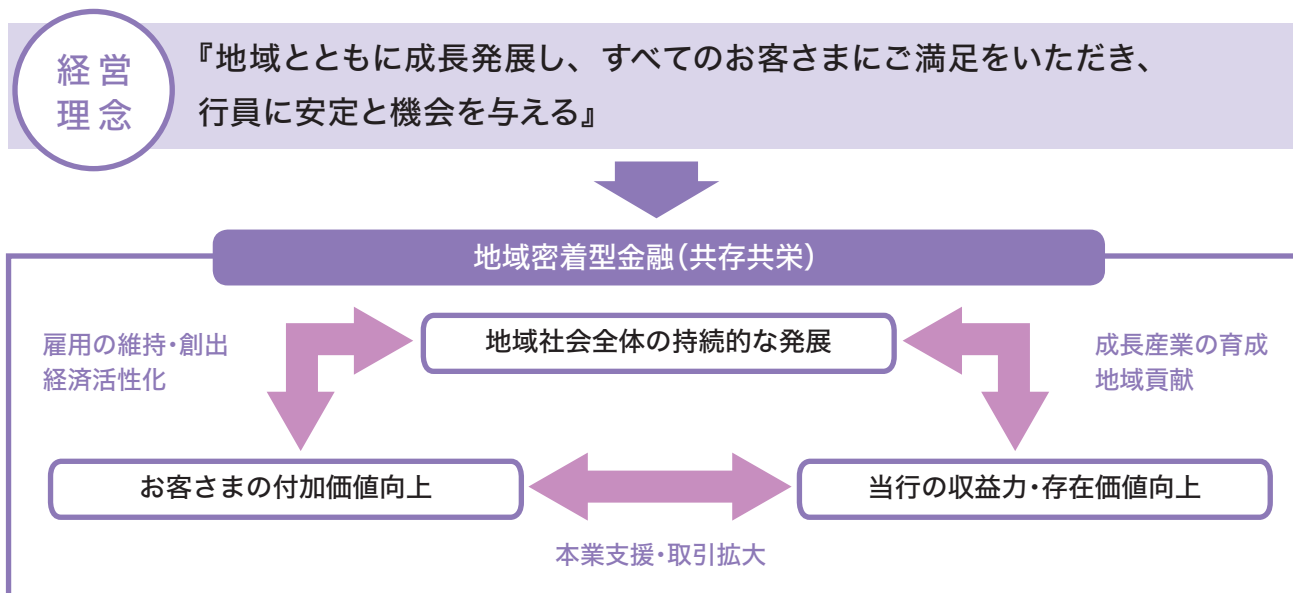 経営
理念
『地域とともに成長発展し、すべてのお客さまにご満足をいただき、
行員に安定と機会を与える』
地域密着型金融(共存共栄)
地域社会全体の持続的な発展
雇用の維持・創出
経済活性化
成長産業の育成
地域貢献
お客さまの付加価値向上
当行の収益力・存在価値向上
本業支援・取引拡大